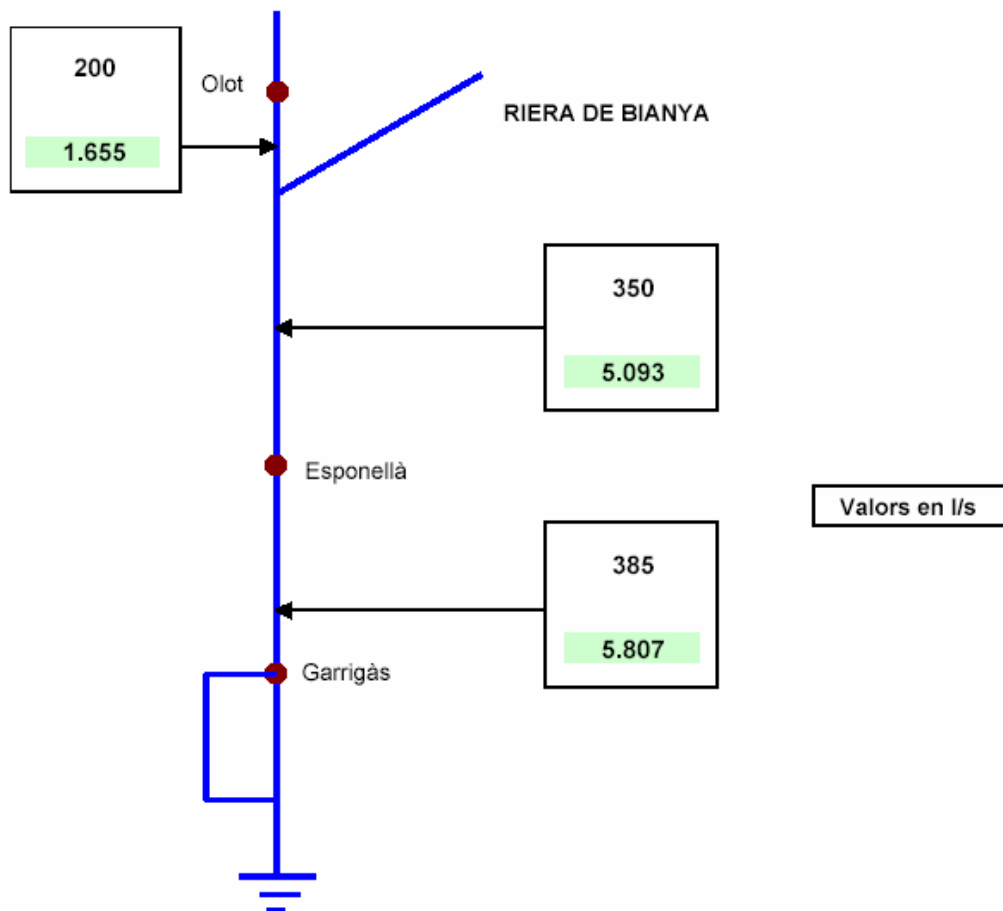 200
1.655
Olot
RIERA DE BIANYA
350
5.093
Esponellà
Valors en l/s
385
5.807
Garrigàs